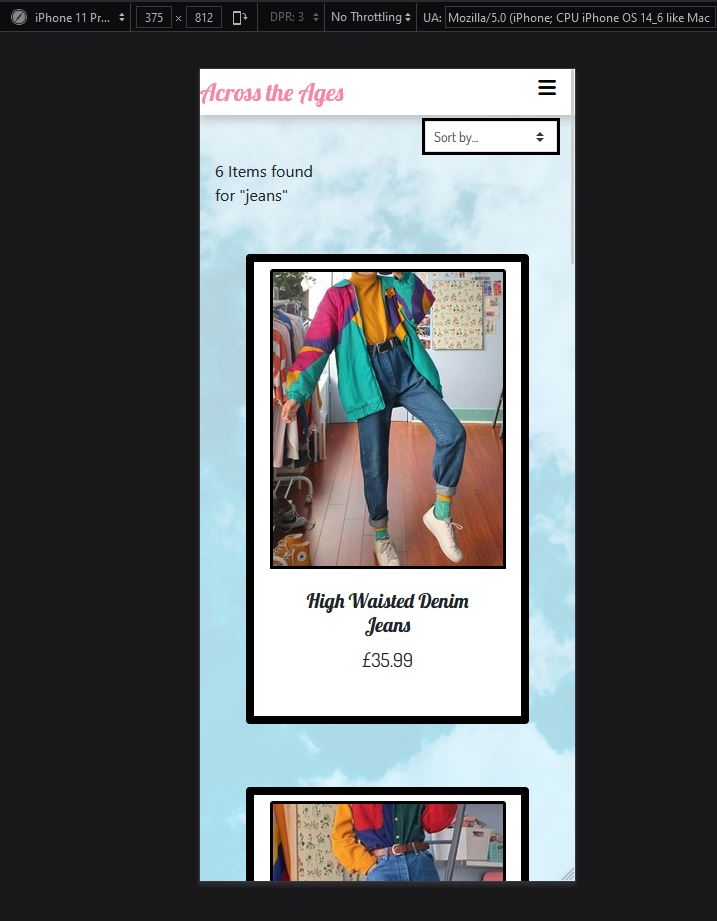 iPhone 11 Pr... 375 × 812 DPR: 3 No Throttling UA: Mozilla/5.0 (iPhone; CPU iPhone OS 14_6 like Mac
Across the Ages
Sort by...
6 Items found
for "jeans"
High Waisted Denim
Jeans
£35.99